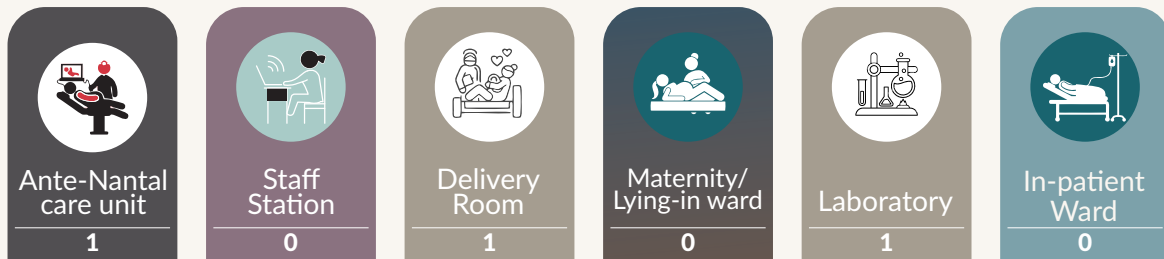 Ante-Nantal
care unit
1
Staff
Station
0
Delivery
Room
1
Maternity/
Lying-in ward
0
Laboratory
1
In-patient
Ward
0